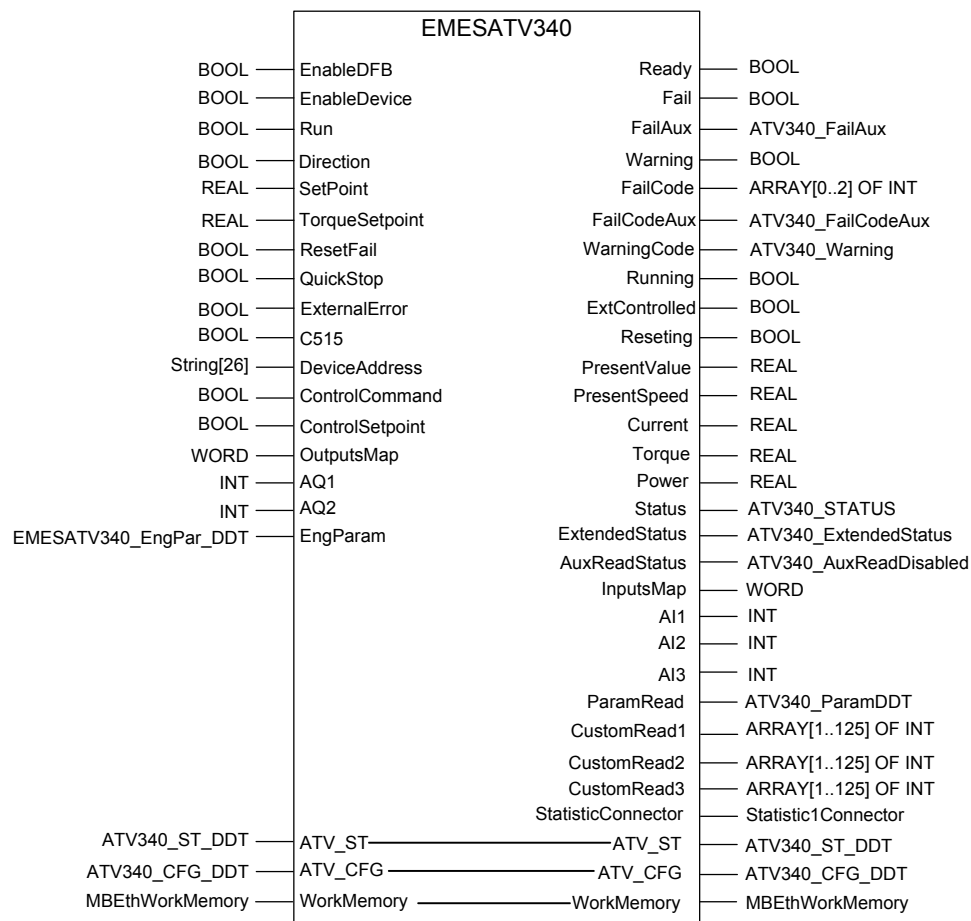 EMESATV340
BOOL EnableDFB Ready BOOL
BOOL EnableDevice Fail BOOL
BOOL Run FailAux ATV340_FailAux
BOOL Direction Warning BOOL
REAL SetPoint FailCode ARRAY[0..2] OF INT
REAL TorqueSetpoint FailCodeAux ATV340_FailCodeAux
BOOL ResetFail WarningCode ATV340_Warning
BOOL QuickStop Running BOOL
BOOL ExternalError ExtControlled BOOL
BOOL C515 Reseting BOOL
String[26] DeviceAddress PresentValue REAL
BOOL ControlCommand PresentSpeed REAL
BOOL ControlSetpoint Current REAL
WORD OutputsMap Torque REAL
INT AQ1 Power REAL
INT AQ2 Status ATV340_STATUS
EMESATV340_EngPar_DDT EngParam ExtendedStatus ATV340_ExtendedStatus
AuxReadStatus ATV340_AuxReadDisabled
InputsMap WORD
AI1 INT
AI2 INT
AI3 INT
ParamRead ATV340_ParamDDT
CustomRead1 ARRAY[1..125] OF INT
CustomRead2 ARRAY[1..125] OF INT
CustomRead3 ARRAY[1..125] OF INT
StatisticConnector Statistic1Connector
ATV340_ST_DDT ATV_ST ATV_ST ATV340_ST_DDT
ATV340_CFG_DDT ATV_CFG ATV_CFG ATV340_CFG_DDT
MBEthWorkMemory WorkMemory WorkMemory MBEthWorkMemory